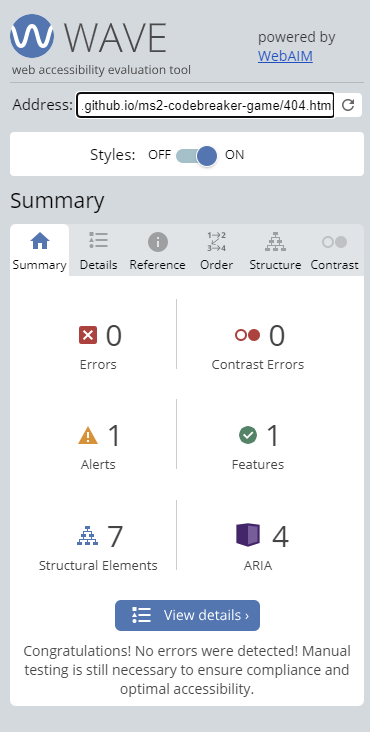 WAVE
web accessibility evaluation tool
powered by
WebAIM
Address: .github.io/ms2-codebreaker-game/404.html
Styles: OFF ON
Summary
Summary Details Reference Order Structure Contrast
0
Errors
0
Contrast Errors
1
Alerts
1
Features
7
Structural Elements
4
ARIA
View details ›
Congratulations! No errors were detected! Manual
testing is still necessary to ensure compliance and
optimal accessibility.